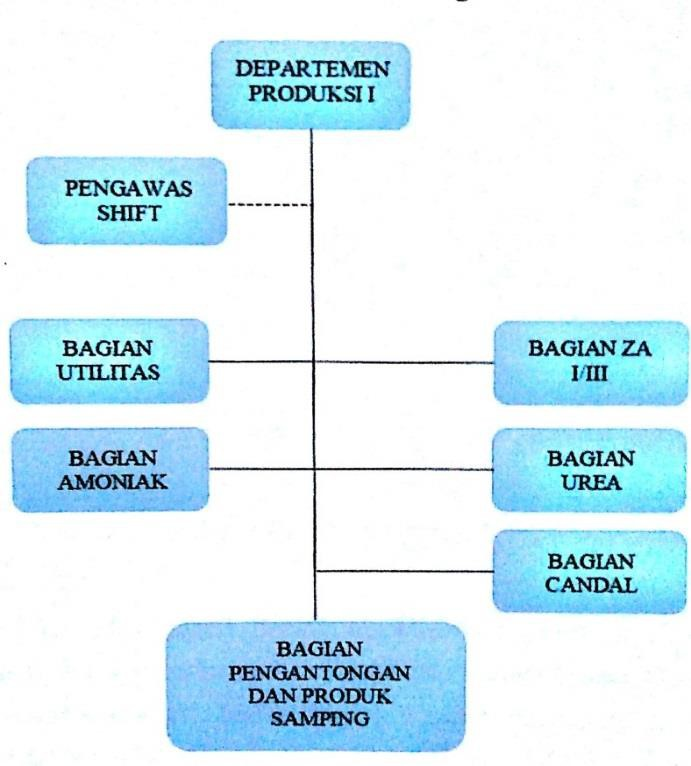 DEPARTEMEN
PRODUKSI I
PENGAWAS
SHIFT
BAGIAN
UTILITAS
BAGIAN ZA
I/III
BAGIAN
AMONIAK
BAGIAN
UREA
BAGIAN
CANDAL
BAGIAN
PENGANTONGAN
DAN PRODUK
SAMPING